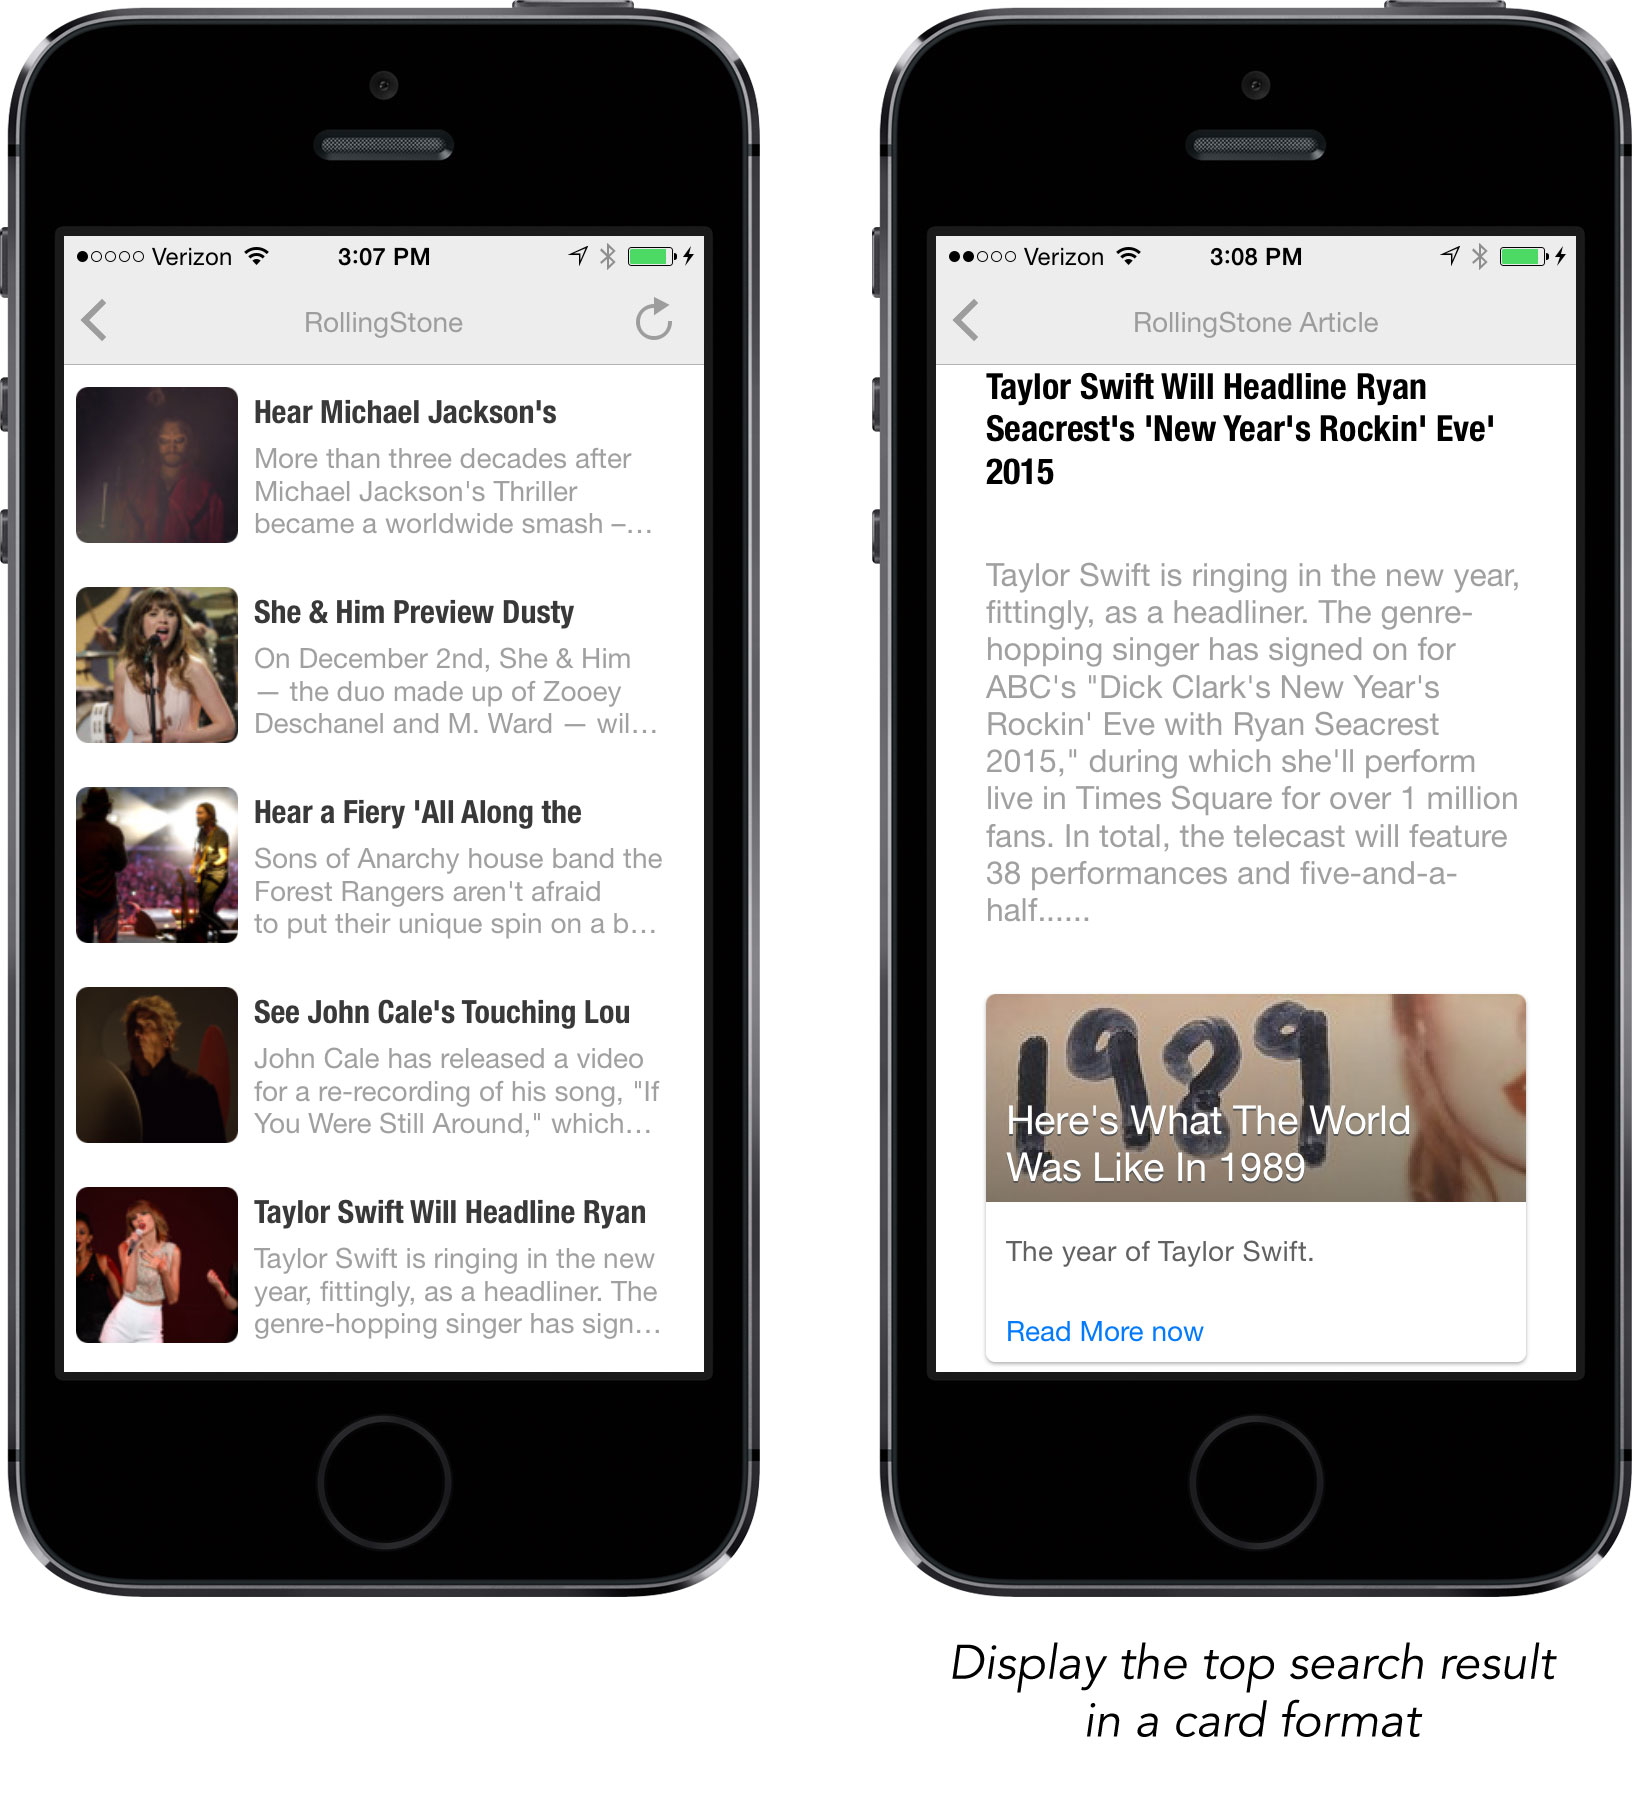 Verizon 3:07 PM
RollingStone
Hear Michael Jackson's
More than three decades after
Michael Jackson's Thriller
became a worldwide smash –...
She & Him Preview Dusty
On December 2nd, She & Him
— the duo made up of Zooey
Deschanel and M. Ward — wil...
Hear a Fiery 'All Along the
Sons of Anarchy house band the
Forest Rangers aren't afraid
to put their unique spin on a b...
See John Cale's Touching Lou
John Cale has released a video
for a re-recording of his song, "If
You Were Still Around," which...
Taylor Swift Will Headline Ryan
Taylor Swift is ringing in the new
year, fittingly, as a headliner. The
genre-hopping singer has sign...
Verizon 3:08 PM
RollingStone Article
Taylor Swift Will Headline Ryan
Seacrest's 'New Year's Rockin' Eve'
2015
Taylor Swift is ringing in the new year,
fittingly, as a headliner. The genre-
hopping singer has signed on for
ABC's "Dick Clark's New Year's
Rockin' Eve with Ryan Seacrest
2015," during which she'll perform
live in Times Square for over 1 million
fans. In total, the telecast will feature
38 performances and five-and-a-
half......
1989
Here's What The World
Was Like In 1989
The year of Taylor Swift.
Read More now
Display the top search result
in a card format